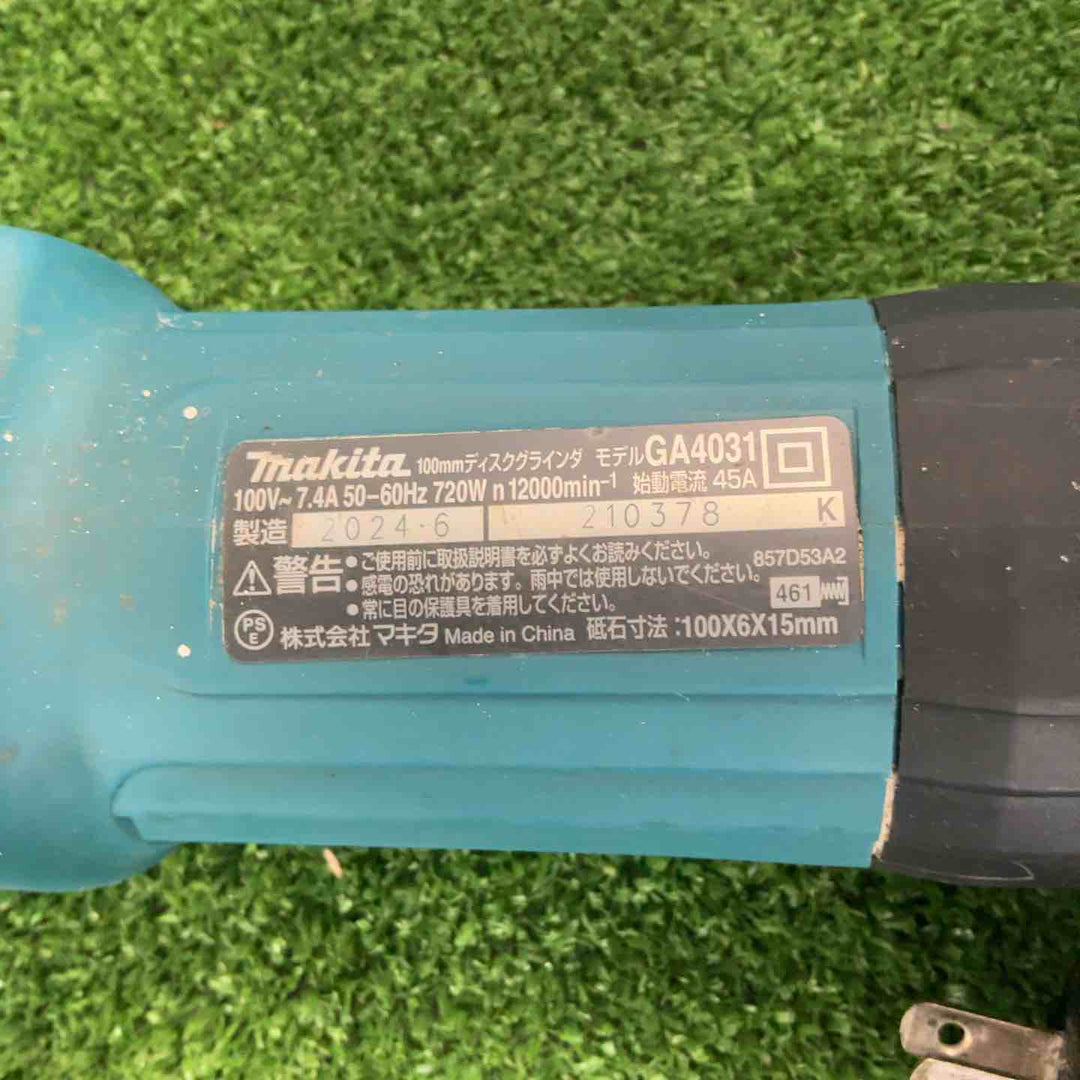 makita 100mmディスクグラインダ モデルGA4031
100V~ 7.4A 50-60Hz 720W n 12000min-1 始動電流 45A
製造 2024・6 210378 K
警告 • ご使用前に取扱説明書を必ずよくお読みください。 857D53A2
• 感電の恐れがあります。雨中では使用しないでください。
• 常に目の保護具を着用してください。 461
PSE 株式会社 マキタ Made in China 砥石寸法:100X6X15mm